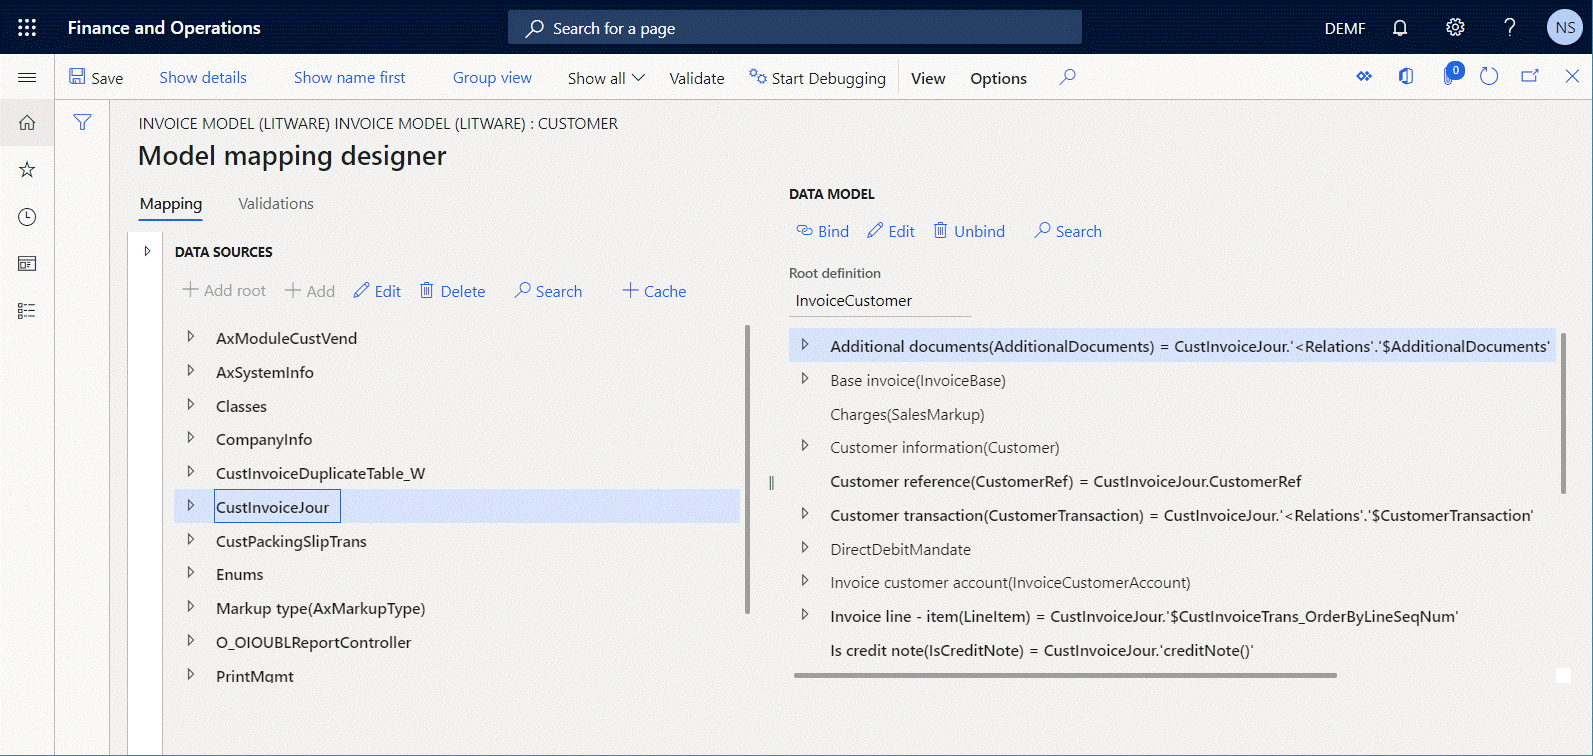 Finance and Operations
Search for a page
DEMF
NS
Save
Show details
Show name first
Group view
Show all
Validate
Start Debugging
View
Options
0
INVOICE MODEL (LITWARE) INVOICE MODEL (LITWARE) : CUSTOMER
Model mapping designer
Mapping
Validations
DATA SOURCES
Add root
Add
Edit
Delete
Search
Cache
AxModuleCustVend
AxSystemInfo
Classes
CompanyInfo
CustInvoiceDuplicateTable_W
CustInvoiceJour
CustPackingSlipTrans
Enums
Markup type(AxMarkupType)
O_OIOUBLReportController
PrintMgmt
DATA MODEL
Bind
Edit
Unbind
Search
Root definition
InvoiceCustomer
Additional documents(AdditionalDocuments) = CustInvoiceJour.'<Relations'.'$AdditionalDocuments'
Base invoice(InvoiceBase)
Charges(SalesMarkup)
Customer information(Customer)
Customer reference(CustomerRef) = CustInvoiceJour.CustomerRef
Customer transaction(CustomerTransaction) = CustInvoiceJour.'<Relations'.'$CustomerTransaction'
DirectDebitMandate
Invoice customer account(InvoiceCustomerAccount)
Invoice line - item(LineItem) = CustInvoiceJour.'$CustInvoiceTrans_OrderByLineSeqNum'
Is credit note(IsCreditNote) = CustInvoiceJour.'creditNote()'